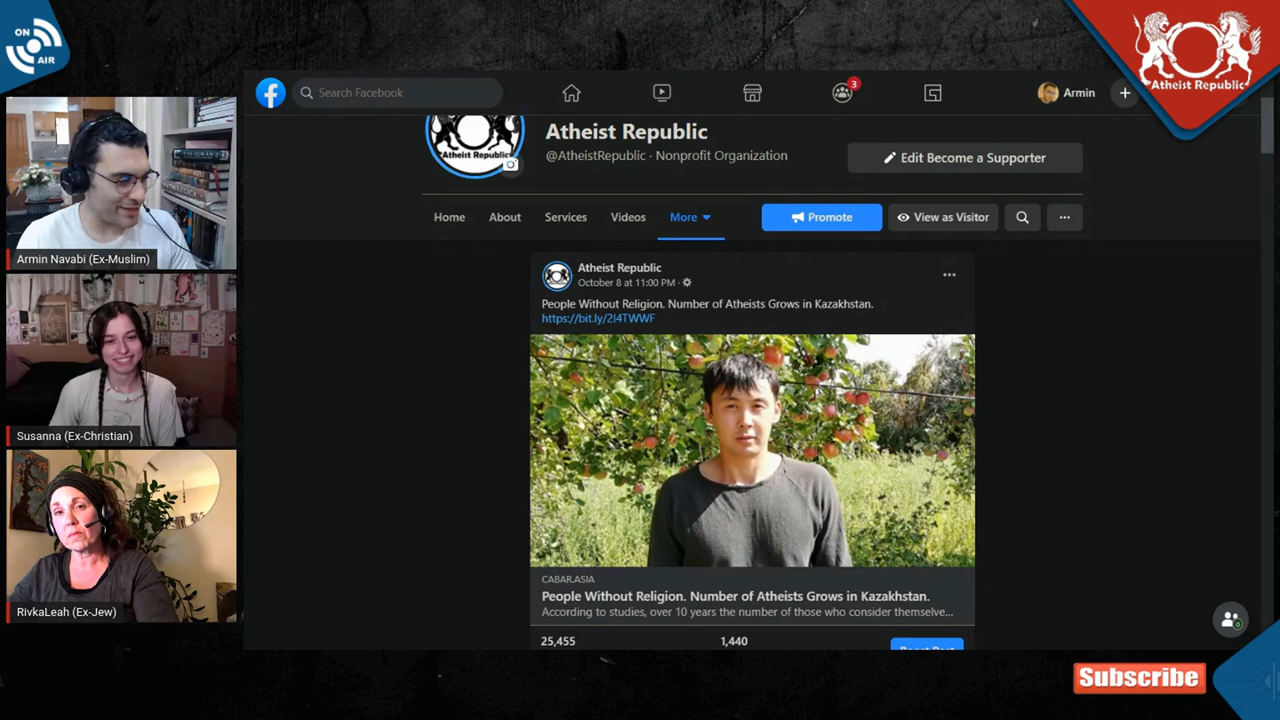 ON
AIR
Atheist Republic
Search Facebook
3
Armin
Atheist Republic
Atheist Republic
@AtheistRepublic · Nonprofit Organization
Edit Become a Supporter
Home
About
Services
Videos
More
Promote
View as Visitor
Armin Navabi (Ex-Muslim)
Susanna (Ex-Christian)
RivkaLeah (Ex-Jew)
Atheist Republic
October 8 at 11:00 PM ·
People Without Religion. Number of Atheists Grows in Kazakhstan.
https://bit.ly/2I4TWWF
CABAR.ASIA
People Without Religion. Number of Atheists Grows in Kazakhstan.
According to studies, over 10 years the number of those who consider themselve...
25,455
1,440
Boost Post
Subscribe